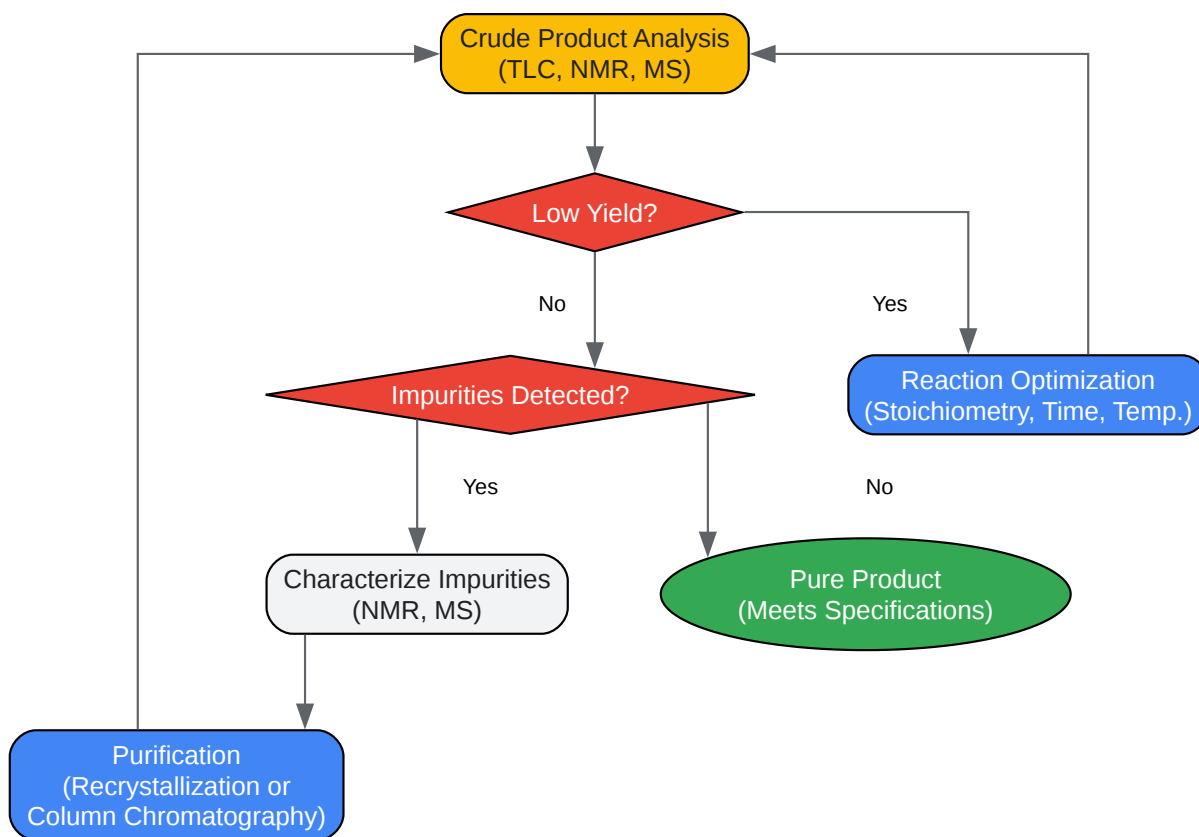 Crude Product Analysis
(TLC, NMR, MS)
Low Yield?
No
Yes
Reaction Optimization
(Stoichiometry, Time, Temp.)
Impurities Detected?
Yes
No
Characterize Impurities
(NMR, MS)
Pure Product
(Meets Specifications)
Purification
(Recrystallization or
Column Chromatography)